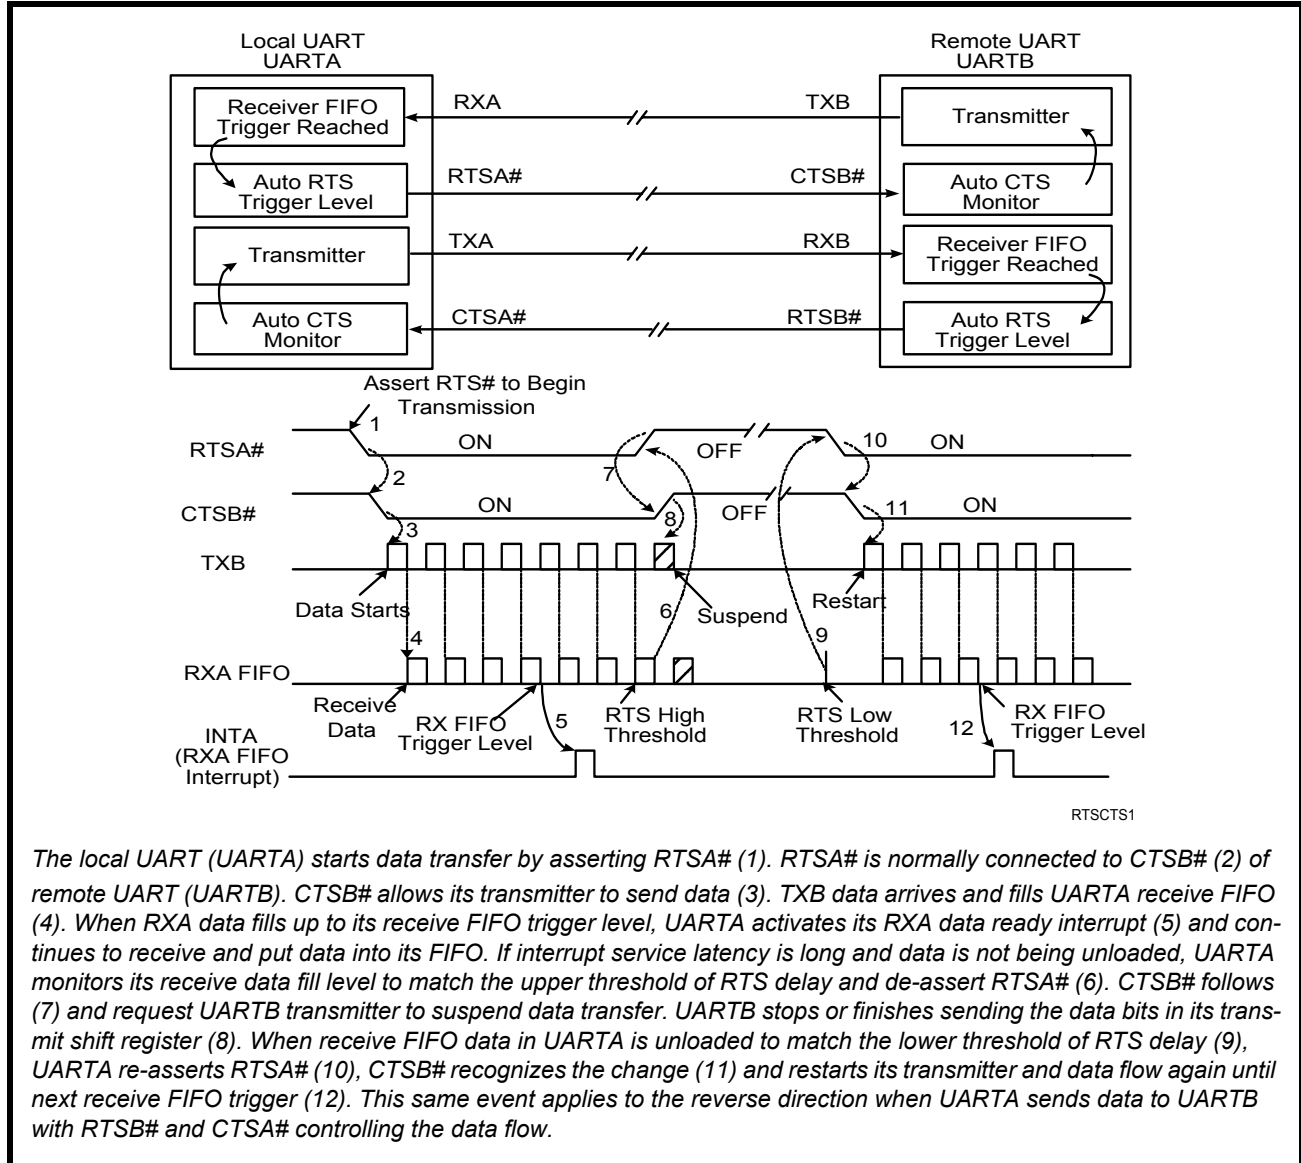 Local UART
UARTA
Remote UART
UARTB
Receiver FIFO
Trigger Reached
RXA
TXB
Transmitter
Auto RTS
Trigger Level
RTSA#
CTSB#
Auto CTS
Monitor
Transmitter
TXA
RXB
Receiver FIFO
Trigger Reached
Auto CTS
Monitor
CTSA#
RTSB#
Auto RTS
Trigger Level
Assert RTS# to Begin
Transmission
1
RTSA#
ON
7
OFF
10
ON
2
CTSB#
ON
8
OFF
11
ON
3
TXB
Data Starts
6
Suspend
Restart
4
9
RXA FIFO
Receive
Data
RX FIFO
Trigger Level
5
RTS High
Threshold
RTS Low
Threshold
12
RX FIFO
Trigger Level
INTA
(RXA FIFO
Interrupt)
RTSCTS1
The local UART (UARTA) starts data transfer by asserting RTSA# (1). RTSA# is normally connected to CTSB# (2) of
remote UART (UARTB). CTSB# allows its transmitter to send data (3). TXB data arrives and fills UARTA receive FIFO
(4). When RXA data fills up to its receive FIFO trigger level, UARTA activates its RXA data ready interrupt (5) and con-
tinues to receive and put data into its FIFO. If interrupt service latency is long and data is not being unloaded, UARTA
monitors its receive data fill level to match the upper threshold of RTS delay and de-assert RTSA# (6). CTSB# follows
(7) and request UARTB transmitter to suspend data transfer. UARTB stops or finishes sending the data bits in its trans-
mit shift register (8). When receive FIFO data in UARTA is unloaded to match the lower threshold of RTS delay (9),
UARTA re-asserts RTSA# (10), CTSB# recognizes the change (11) and restarts its transmitter and data flow again until
next receive FIFO trigger (12). This same event applies to the reverse direction when UARTA sends data to UARTB
with RTSB# and CTSA# controlling the data flow.